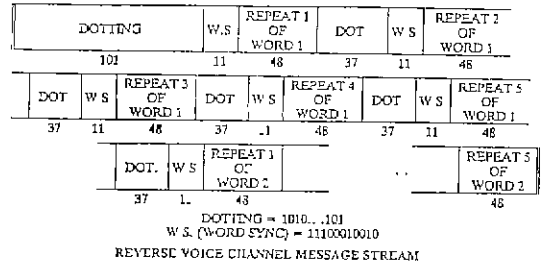 DOTTING W.S REPEAT 1 OF WORD 1 DOT W S REPEAT 2 OF WORD 1
101 11 48 37 11 48
DOT W S REPEAT 3 OF WORD 1 DOT W S REPEAT 4 OF WORD 1 DOT W S REPEAT 5 OF WORD 1
37 11 48 37 48 37 11 48
DOT. W S REPEAT 1 OF WORD 2 . . REPEAT 5 OF WORD 2
37 48 48
DOTTING = 1010...101
W S. (WORD SYNC) = 11100010010
REVERSE VOICE CHANNEL MESSAGE STREAM